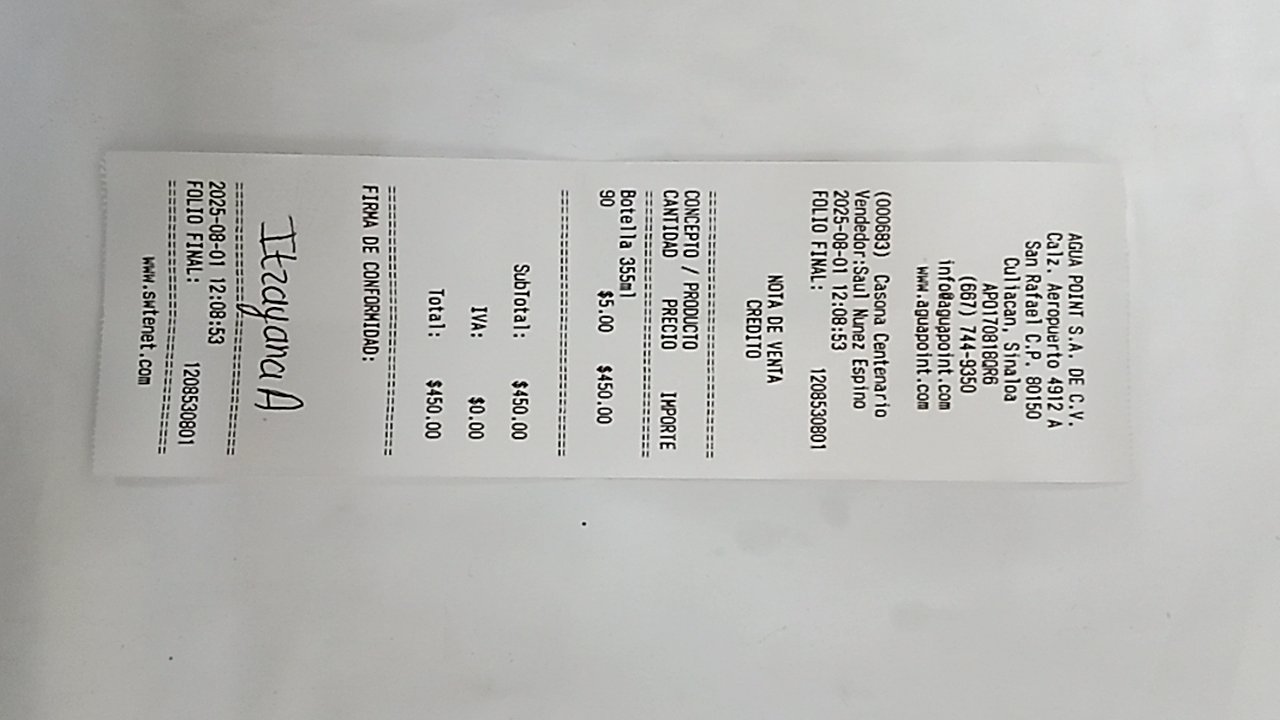 AGUA POINT S.A. DE C.V.
Calz. Aeropuerto 4912 A
San Rafael C.P. 80150
Culiacan, Sinaloa
APO170818QR6
(667) 744-9350
info@aguapoint.com
www.aguapoint.com
(000683) Casona Centenario
Vendedor:Saul Nunez Espino
2025-08-01 12:08:53
FOLIO FINAL: 1208530801
NOTA DE VENTA
CREDITO
================================
CONCEPTO / PRODUCTO
CANTIDAD PRECIO IMPORTE
================================
Botella 355ml
90 $5.00 $450.00
================================
SubTotal: $450.00
IVA: $0.00
Total: $450.00
================================
FIRMA DE CONFORMIDAD:
Itzayana A
================================
2025-08-01 12:08:53
FOLIO FINAL: 1208530801
================================
www.swtenet.com